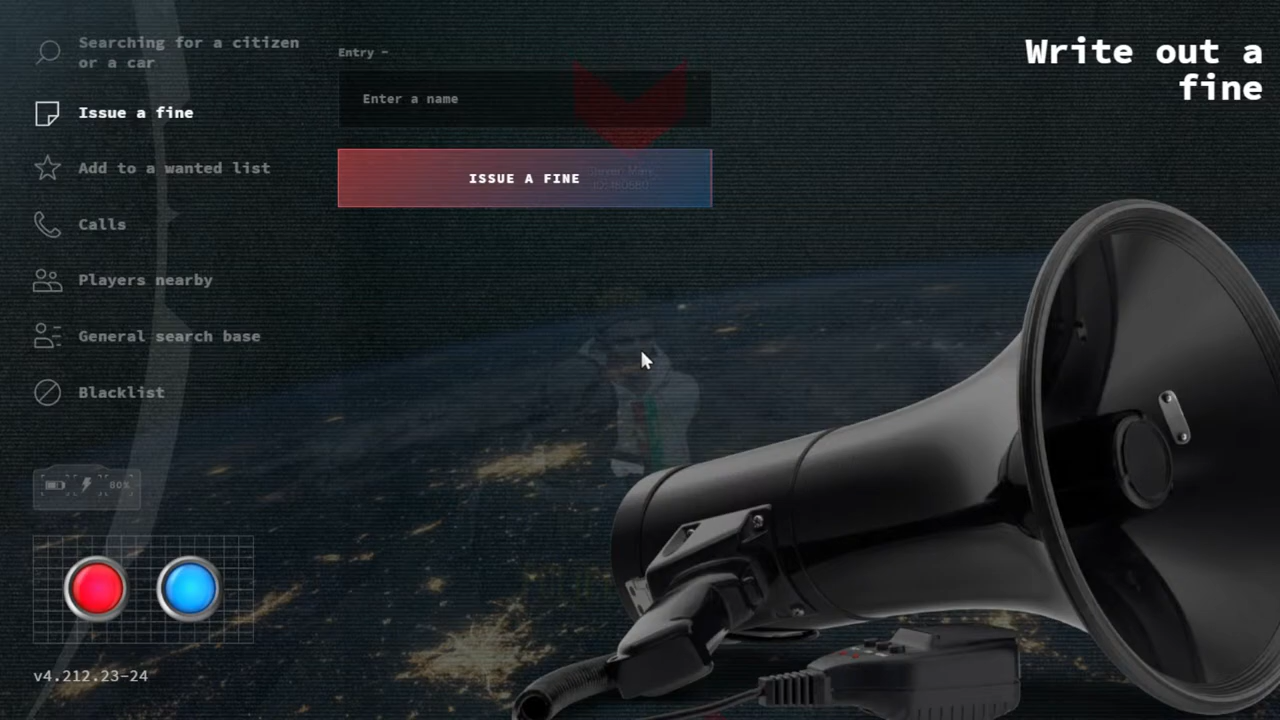 Searching for a citizen
or a car
Issue a fine
Add to a wanted list
Calls
Players nearby
General search base
Blacklist
80%
v4.212.23-24
Entry -
Enter a name
ISSUE A FINE
Write out a
fine